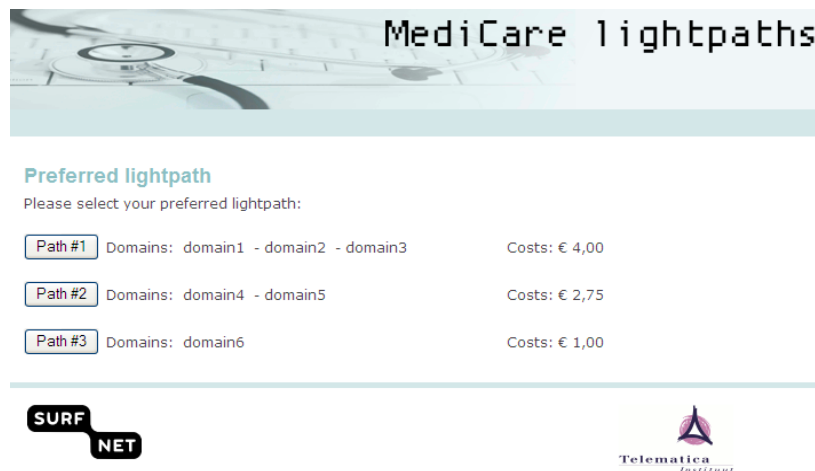 MediCare lightpaths
Preferred lightpath
Please select your preferred lightpath:
Path #1 Domains: domain1 - domain2 - domain3 Costs: € 4,00
Path #2 Domains: domain4 - domain5 Costs: € 2,75
Path #3 Domains: domain6 Costs: € 1,00
SURF
NET
Telematica
Instituut